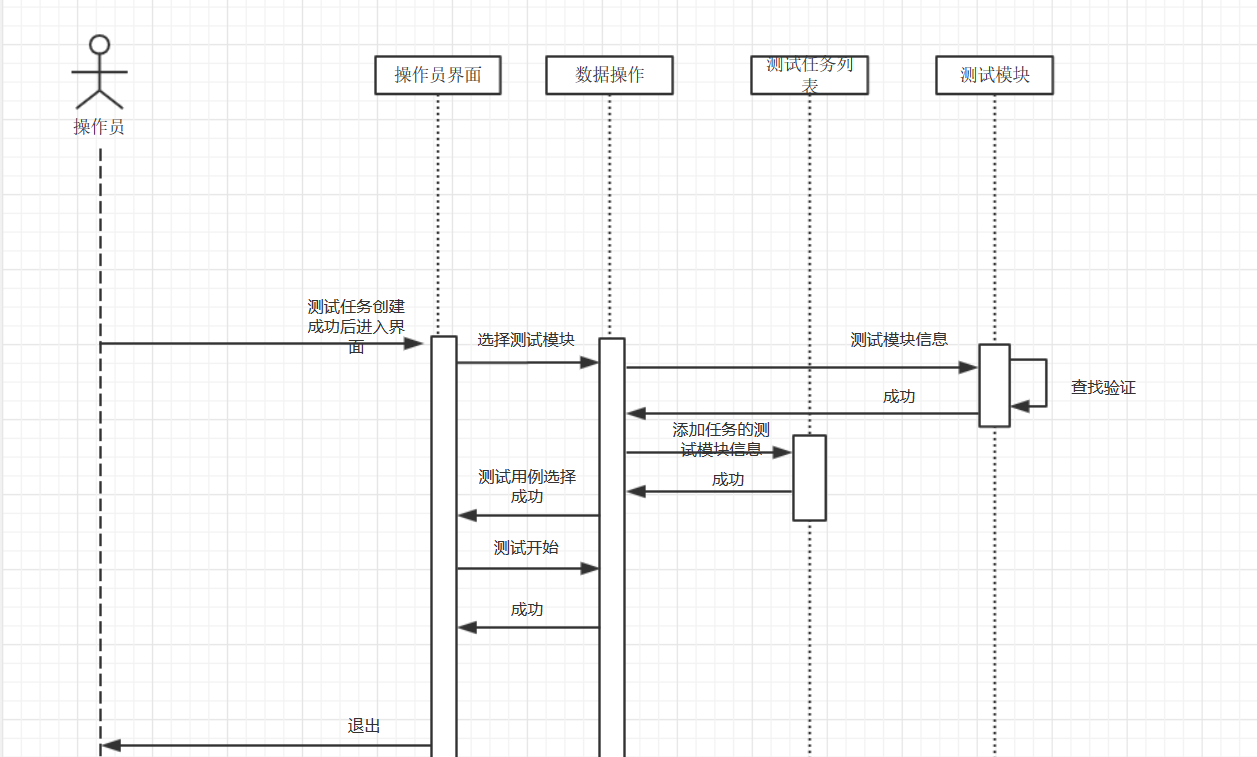 操作员
操作员界面
数据操作
测试任务列
表
测试模块
测试任务创建
成功后进入界
面
选择测试模块
测试模块信息
查找验证
成功
添加任务的测
试模块信息
成功
测试用例选择
成功
测试开始
成功
退出